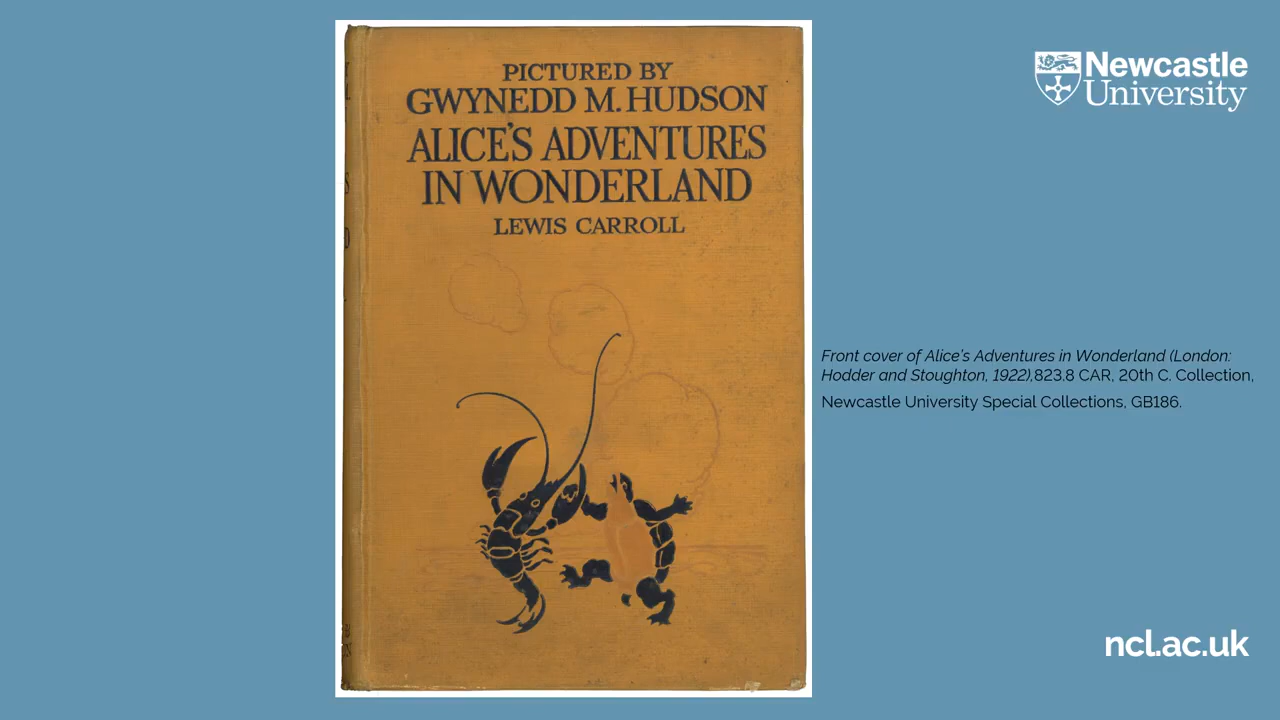 PICTURED BY
GWYNEDD M. HUDSON
ALICE'S ADVENTURES
IN WONDERLAND
LEWIS CARROLL
Newcastle
University
Front cover of Alice's Adventures in Wonderland (London:
Hodder and Stoughton, 1922),823.8 CAR, 20th C. Collection,
Newcastle University Special Collections, GB186.
ncl.ac.uk